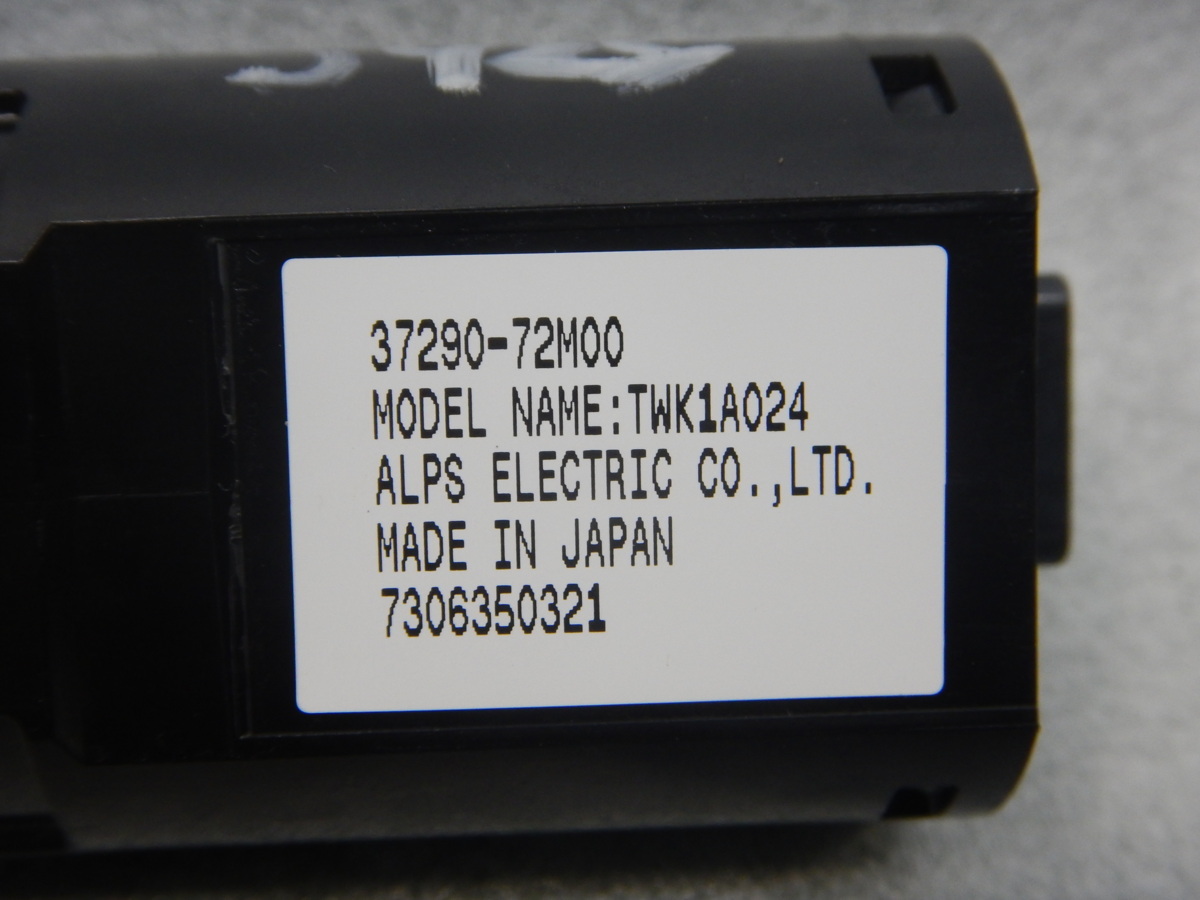 37290-72M00
MODEL NAME:TWK1A024
ALPS ELECTRIC CO.,LTD.
MADE IN JAPAN
7306350321